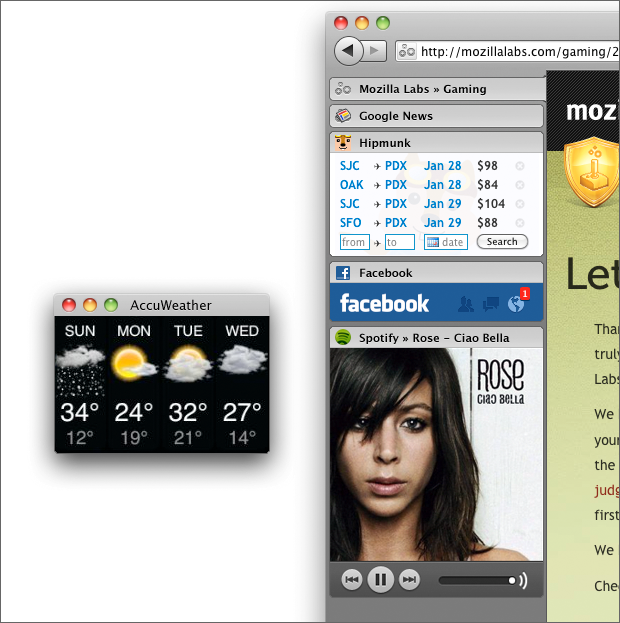 AccuWeather
SUN MON TUE WED
34° 24° 32° 27°
12° 19° 21° 14°
http://mozillalabs.com/gaming/2
Mozilla Labs » Gaming
Google News
Hipmunk
SJC PDX Jan 28 $98
OAK PDX Jan 28 $84
SJC PDX Jan 29 $104
SFO PDX Jan 29 $88
from to date Search
Facebook
facebook 1
Spotify » Rose – Ciao Bella
ROSE
CIAO BELLA
mozi
Let
Than
truly
Labs
We
your
the
judg
first
We
Chec